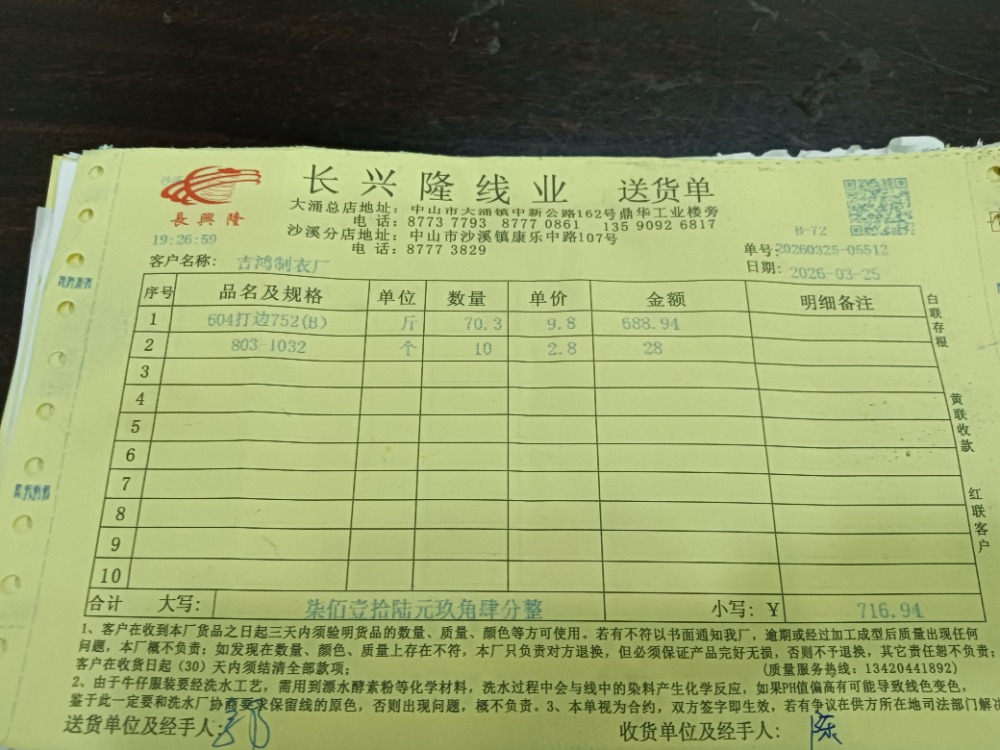 長興隆
长兴隆线业 送货单
大涌总店地址：中山市大涌镇中新公路162号鼎华工业楼旁
电话：8773 7793 8777 0861 135 9092 6817
沙溪分店地址：中山市沙溪镇康乐中路107号
电话：8777 3829
19:26:59
B-72
单号:20260325-05512
客户名称： 吉鸿制衣厂
日期：2026-03-25
序号 品名及规格 单位 数量 单价 金额 明细备注
1 604打边752(B) 斤 70.3 9.8 688.94
2 803-1032 个 10 2.8 28
3
4
5
6
7
8
9
10
合计 大写： 柒佰壹拾陆元玖角肆分整 小写：￥ 716.94
白联存根
黄联收款
红联客户
1、客户在收到本厂货品之日起三天内须验明货品的数量、质量、颜色等方可使用。若有不符以书面通知我厂，逾期或经过加工成型后质量出现任何
问题，本厂概不负责；如发现在数量、颜色、质量上存在不符，本厂只负责对方退换，但必须保证产品完好无损，否则不予退换，其它责任恕不负责；
客户在收货日起（30）天内须结清全部款项； (质量服务热线：13420441892)
2、由于牛仔服装要经洗水工艺，需用到漂水酵素粉等化学材料，洗水过程中会与线中的染料产生化学反应，如果PH值偏高有可能导致线色变色，
鉴于此一定要和洗水厂协商要求保留线的原色，否则出现问题，概不负责。3、本单视为合约，双方签字即生效，若有争议在供方所在地司法部门解决
送货单位及经手人： 收货单位及经手人： 陈